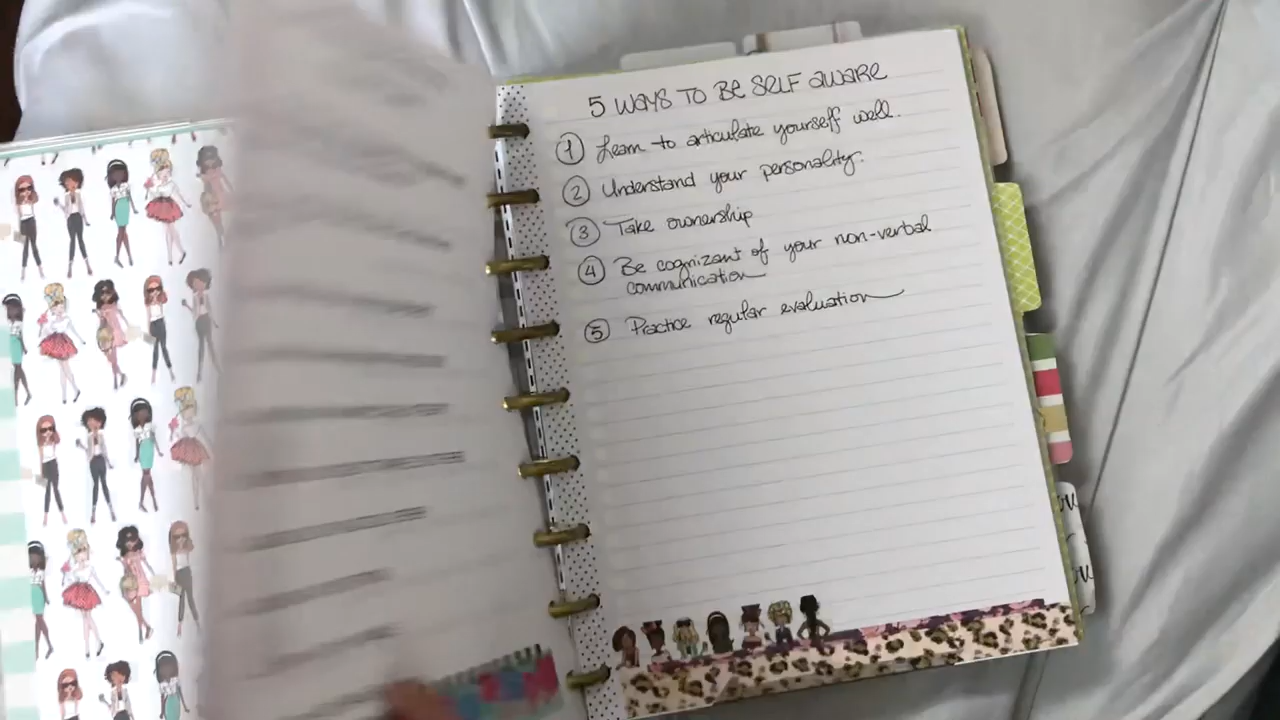 5 WAYS TO BE SELF AWARE
① Learn to articulate yourself well.
② Understand your personality.
③ Take ownership
④ Be cognizant of your non-verbal
communication
⑤ Practice regular evaluation